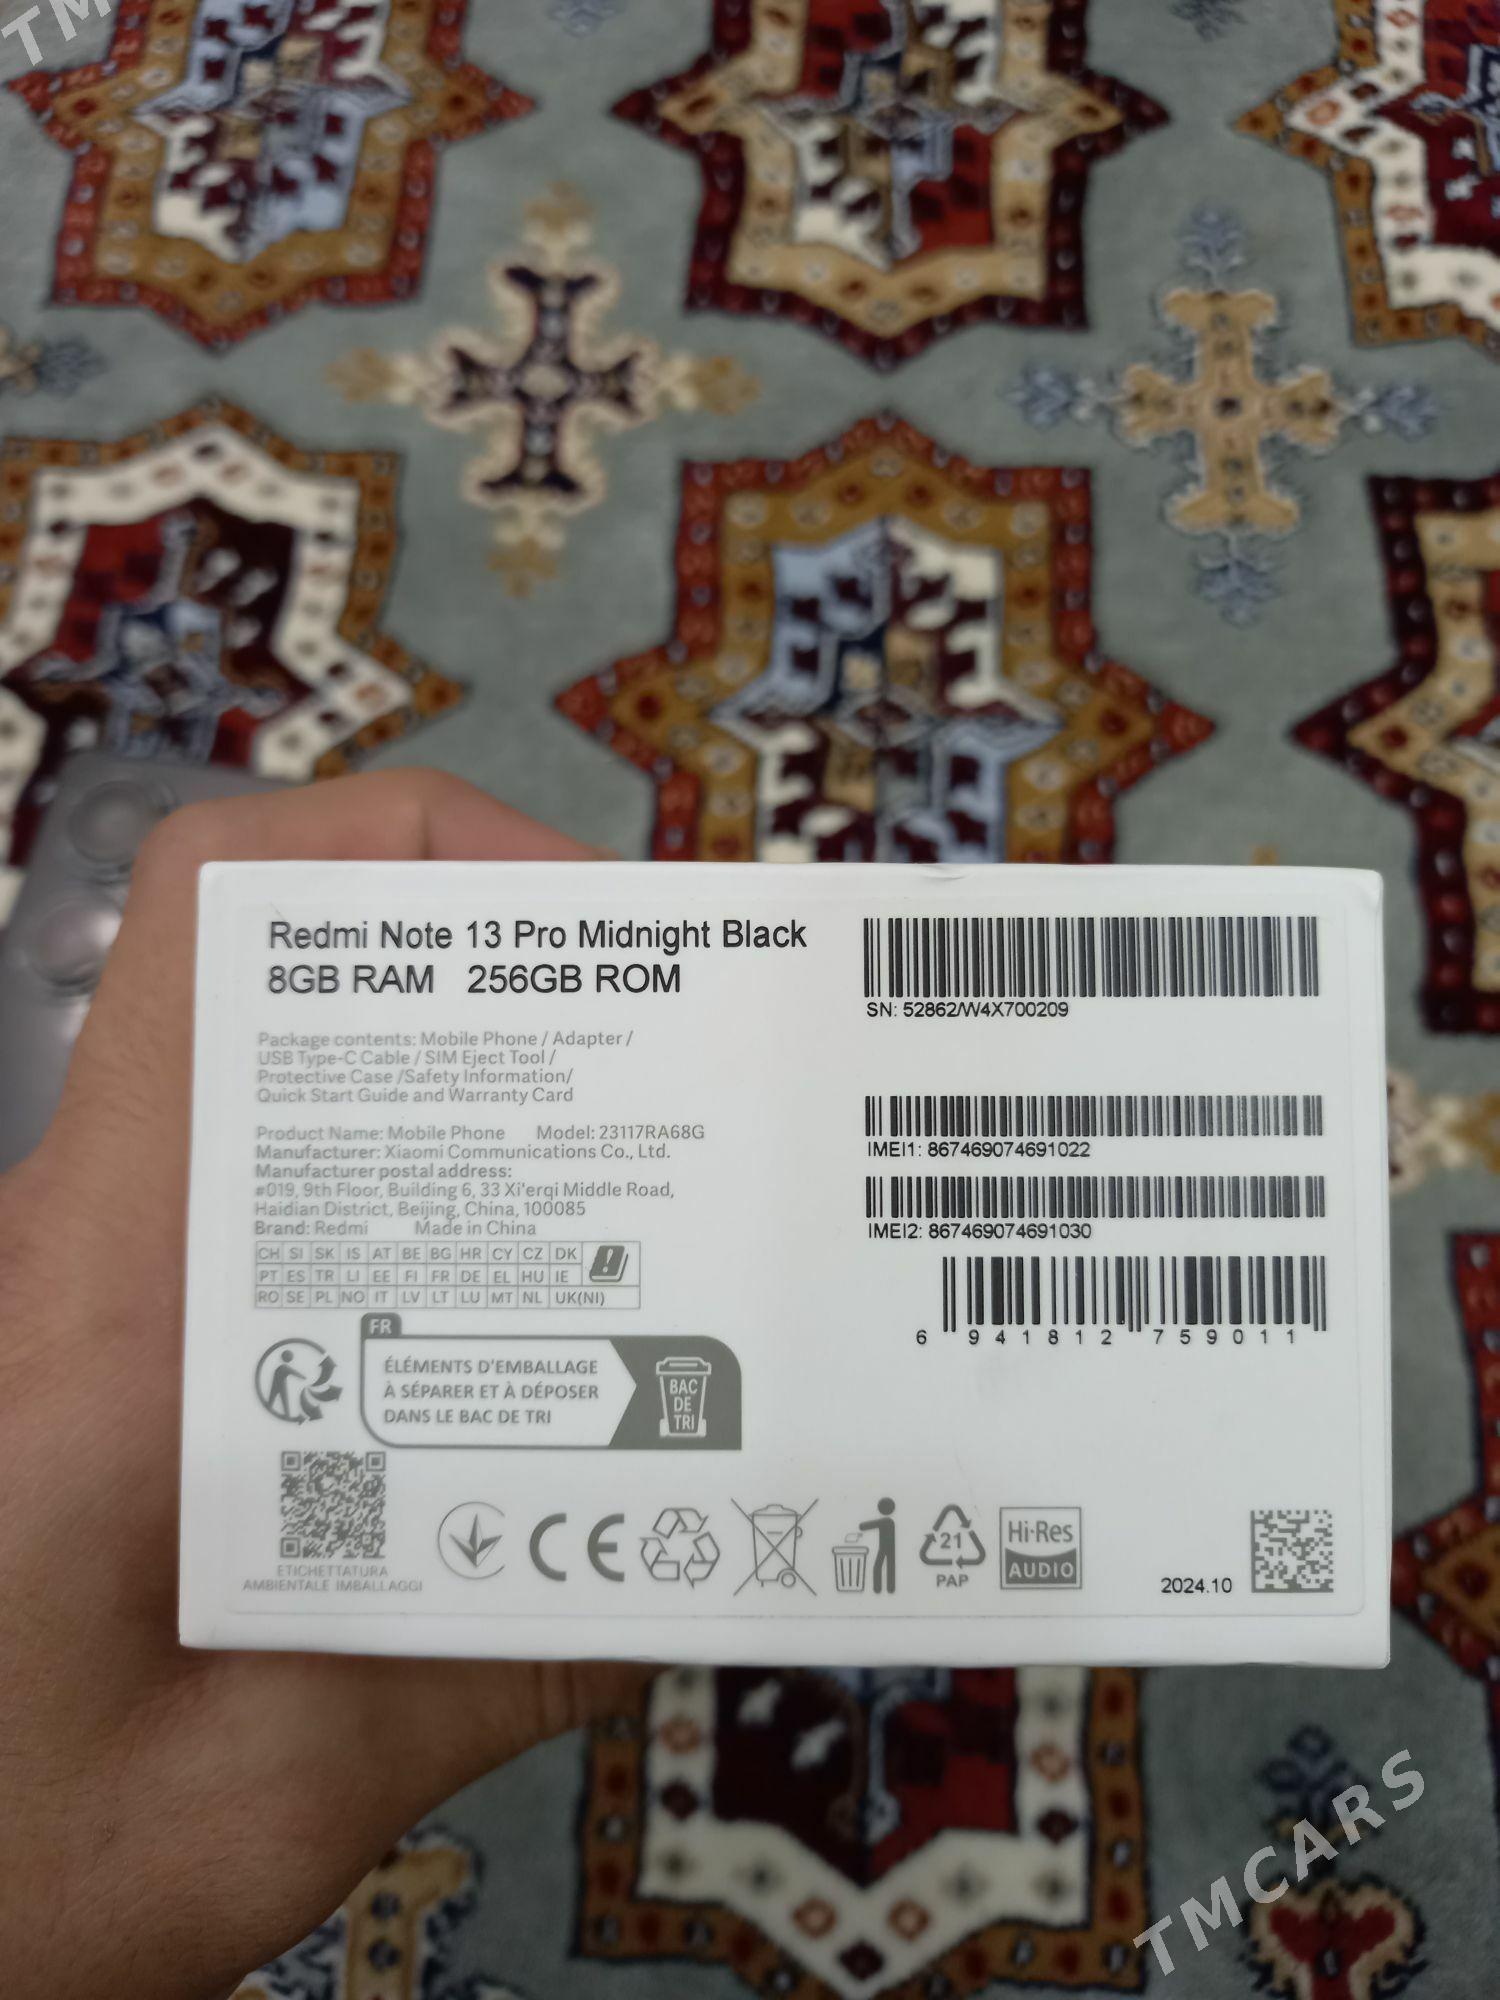 TM
Redmi Note 13 Pro Midnight Black
8GB RAM 256GB ROM
Package contents: Mobile Phone / Adapter /
USB Type-C Cable / SIM Eject Tool /
Protective Case /Safety Information/
Quick Start Guide and Warranty Card
Product Name: Mobile Phone Model: 23117RA68G
Manufacturer: Xiaomi Communications Co., Ltd.
Manufacturer postal address:
#019, 9th Floor, Building 6, 33 Xi'erqi Middle Road,
Haidian District, Beijing, China, 100085
Brand: Redmi Made in China
CH SI SK IS AT BE BG HR CY CZ DK
PT ES TR LI EE FI FR DE EL HU IE
RO SE PL NO IT LV LT LU MT NL UK(NI)
FR
ÉLÉMENTS D'EMBALLAGE
À SÉPARER ET À DÉPOSER
DANS LE BAC DE TRI
BAC
DE
TRI
ETICHETTATURA
AMBIENTALE IMBALLAGGI
CE
21
PAP
Hi-Res
AUDIO
SN: 52862/W4X700209
IMEI1: 867469074691022
IMEI2: 867469074691030
6 941812 759011
2024.10
TMCARS